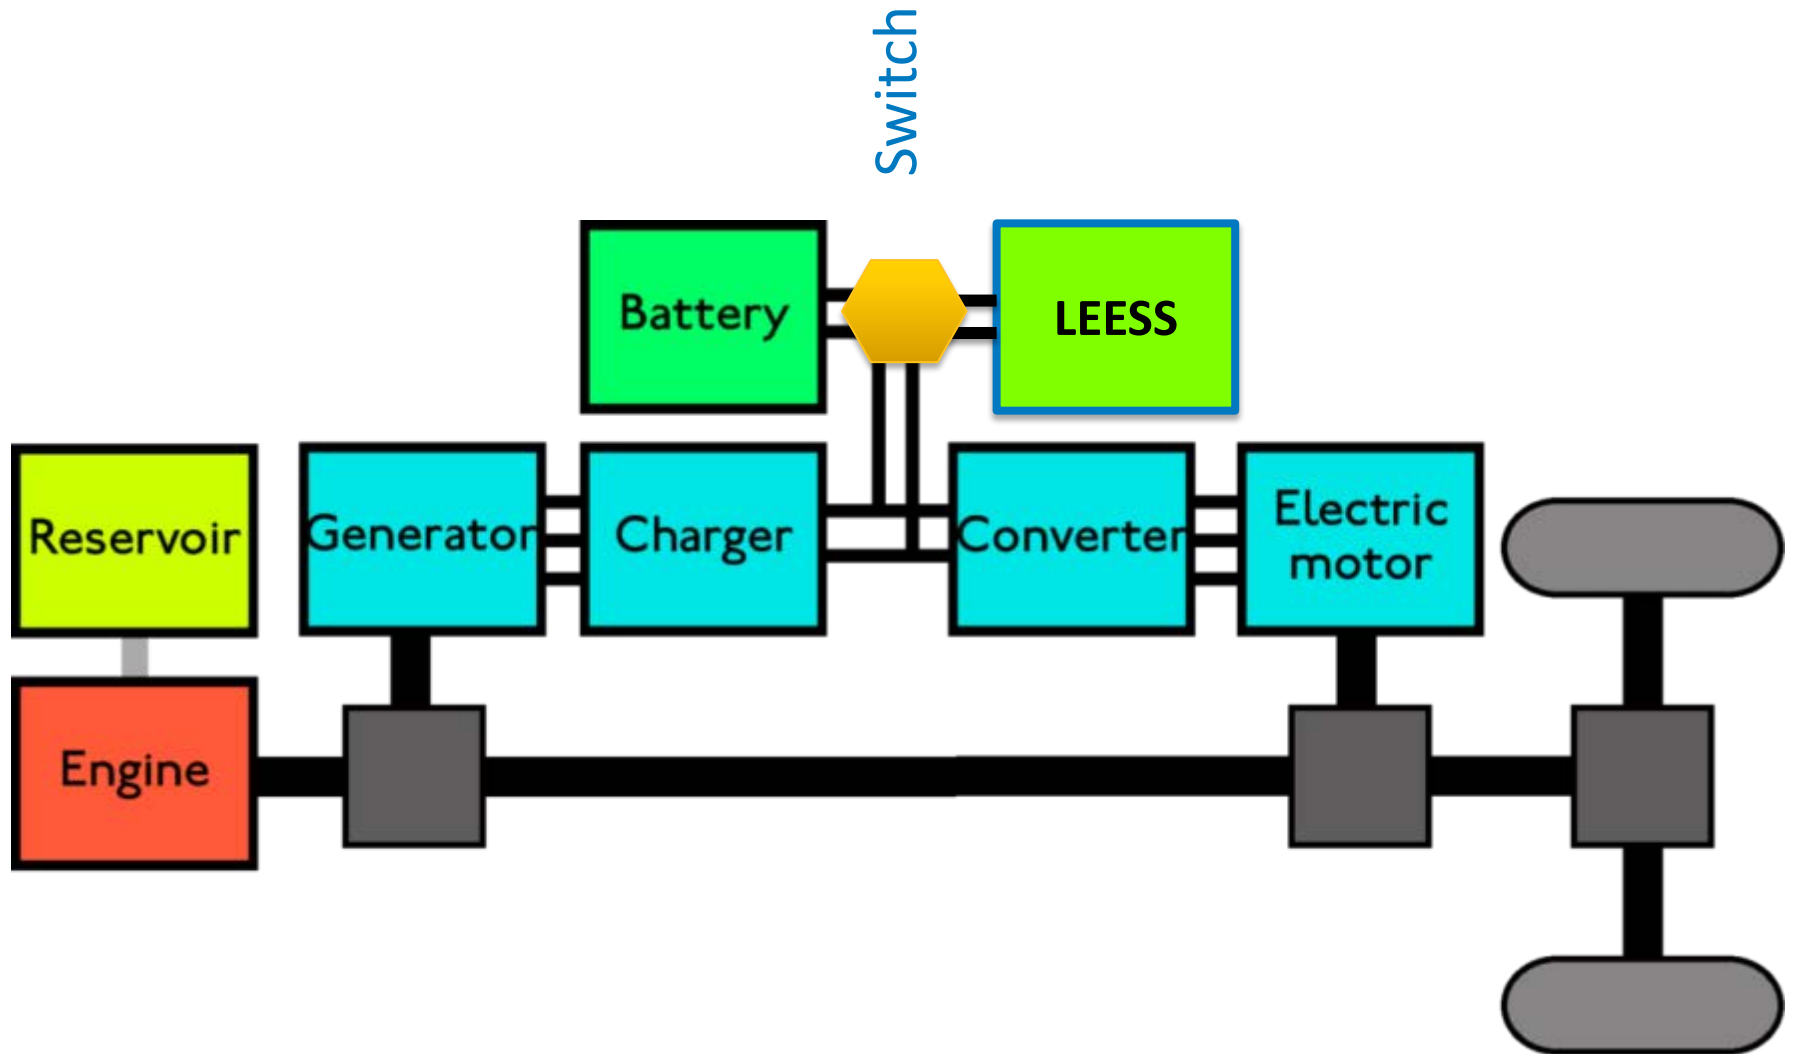 Switch
Battery
LEESS
Reservoir
Generator
Charger
Converter
Electric
motor
Engine